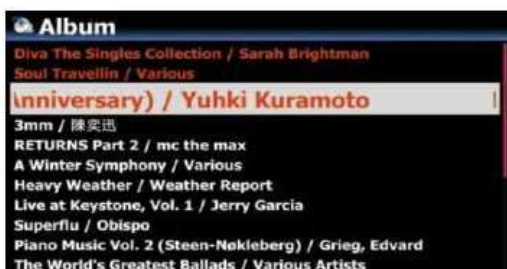 Album
Diva The Singles Collection / Sarah Brightman
Soul Travellin / Various
Anniversary) / Yuhki Kuramoto
3mm / 陳奕迅
RETURNS Part 2 / mc the max
A Winter Symphony / Various
Heavy Weather / Weather Report
Live at Keystone, Vol. 1 / Jerry Garcia
Superflu / Obispo
Piano Music Vol. 2 (Steen-Nøkleberg) / Grieg, Edvard
The World's Greatest Ballads / Various Artists